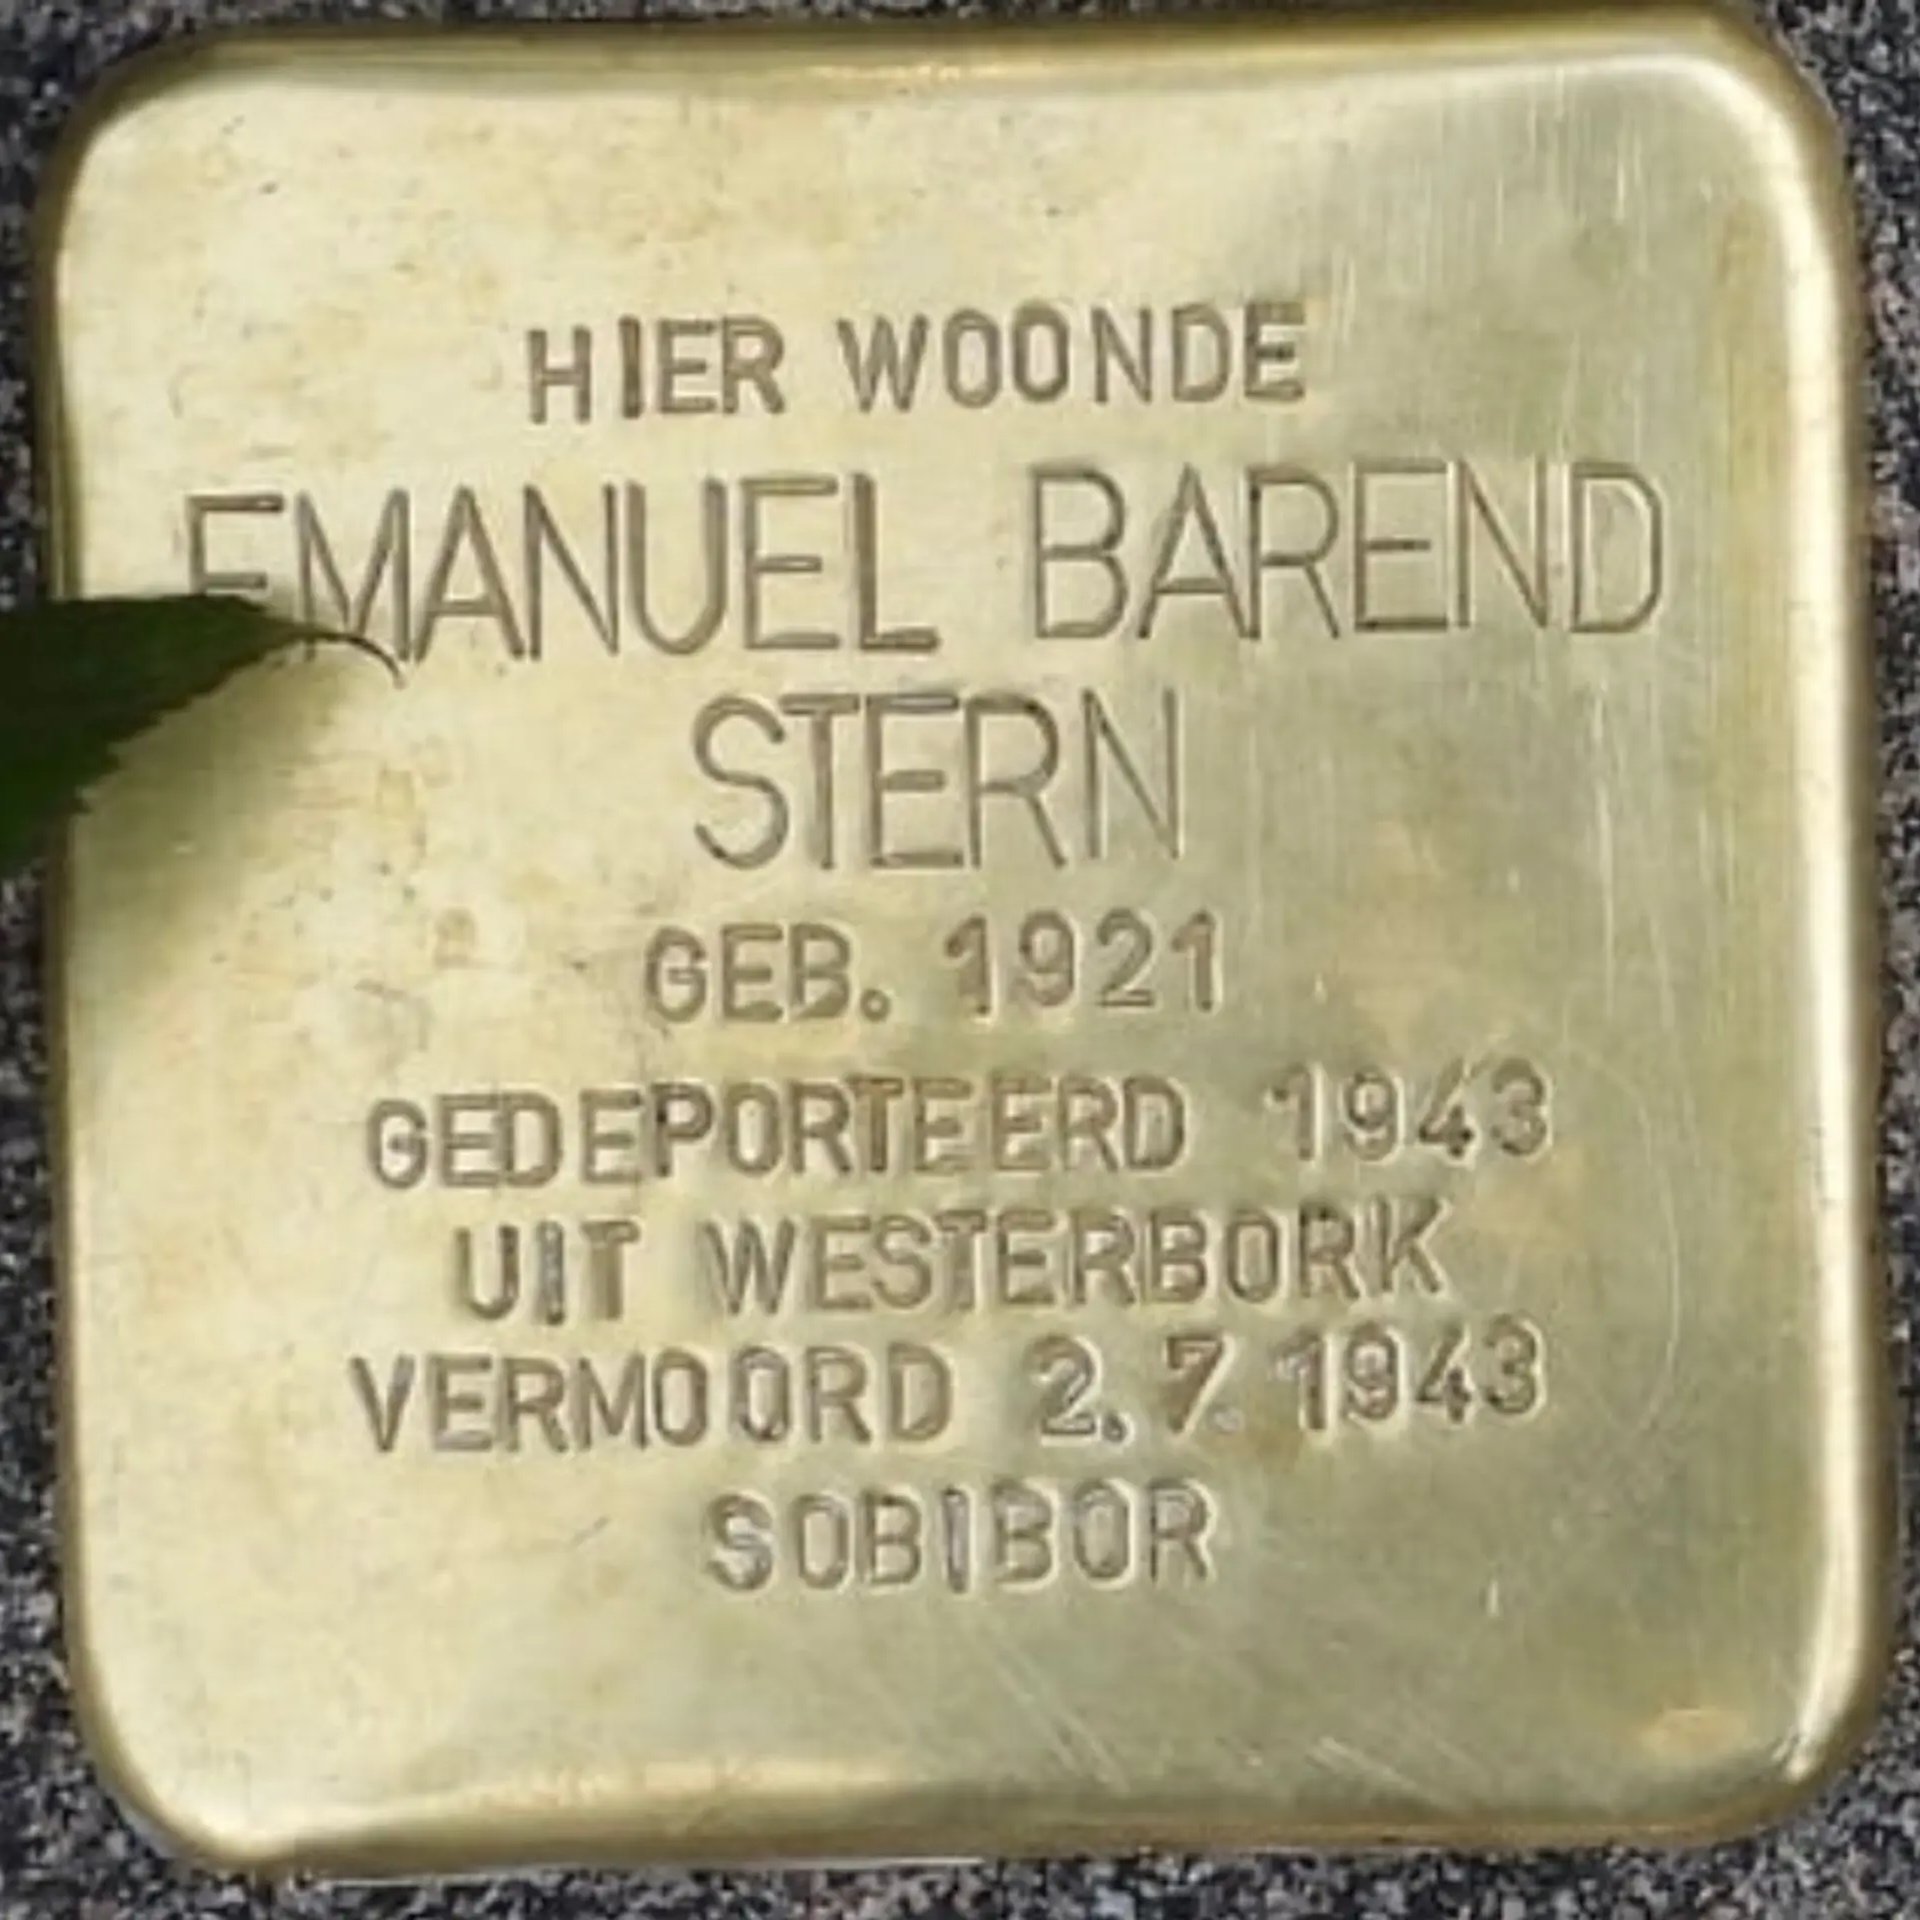 HIER WOONDE
EMANUEL BAREND
STERN
GEB. 1921
GEDEPORTEERD 1943
UIT WESTERBORK
VERMOORD 2.7.1943
SOBIBOR